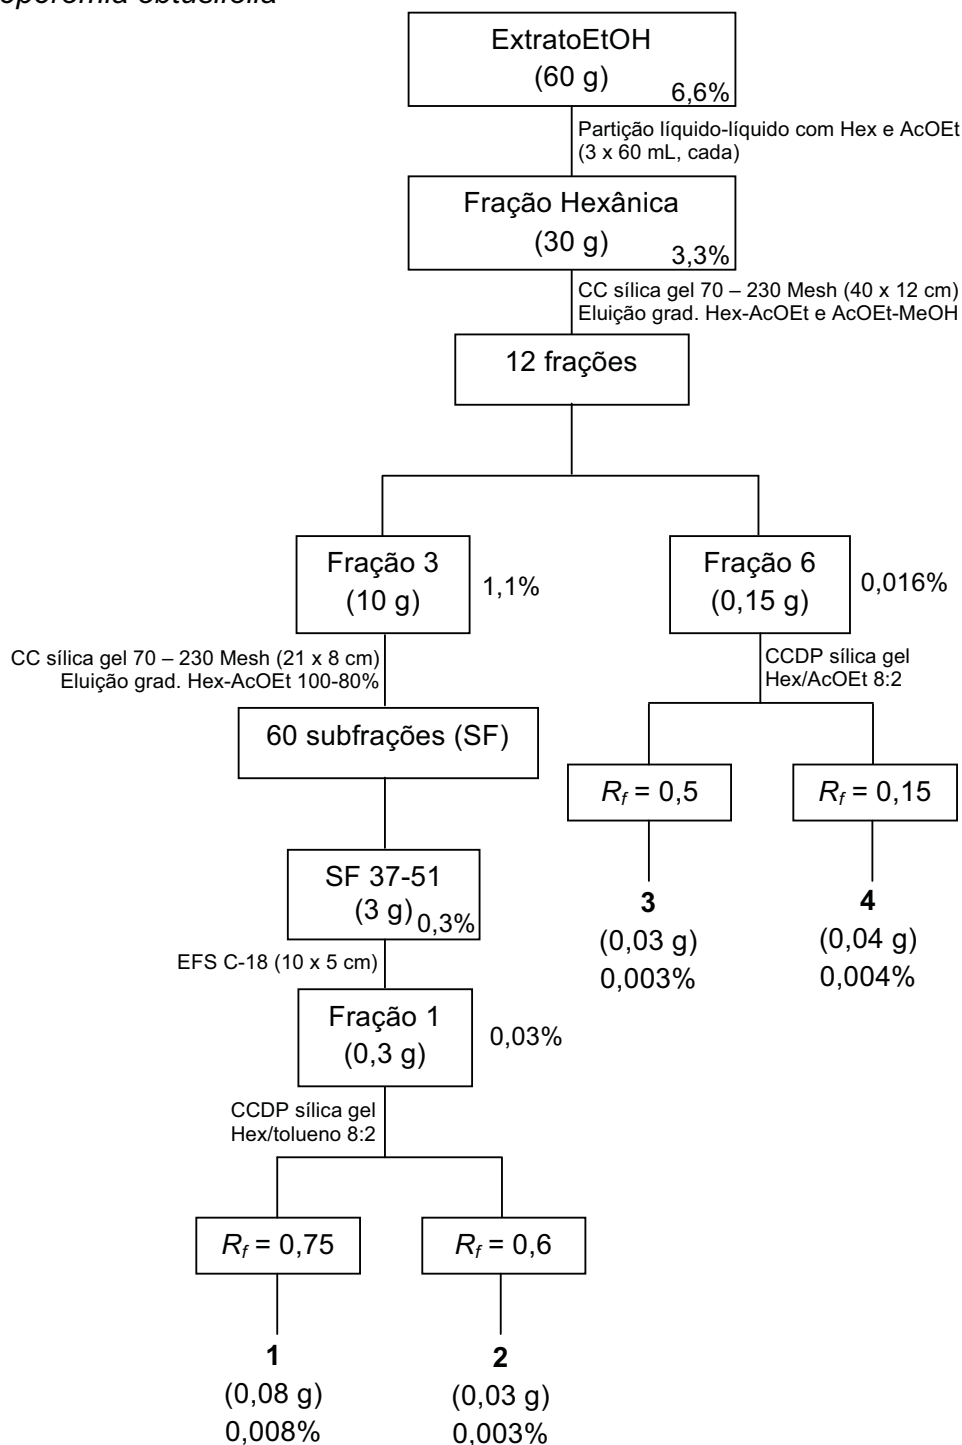 ExtratoEtOH
(60 g)
6,6%
Partição líquido-líquido com Hex e AcOEt
(3 x 60 mL, cada)
Fração Hexânica
(30 g)
3,3%
CC sílica gel 70 – 230 Mesh (40 x 12 cm)
Eluição grad. Hex-AcOEt e AcOEt-MeOH
12 frações
Fração 3
(10 g)
1,1%
Fração 6
(0,15 g)
0,016%
CC sílica gel 70 – 230 Mesh (21 x 8 cm)
Eluição grad. Hex-AcOEt 100-80%
CCDP sílica gel
Hex/AcOEt 8:2
60 subfrações (SF)
Rf = 0,5
Rf = 0,15
SF 37-51
(3 g)
0,3%
3
(0,03 g)
0,003%
4
(0,04 g)
0,004%
EFS C-18 (10 x 5 cm)
Fração 1
(0,3 g)
0,03%
CCDP sílica gel
Hex/tolueno 8:2
Rf = 0,75
Rf = 0,6
1
(0,08 g)
0,008%
2
(0,03 g)
0,003%